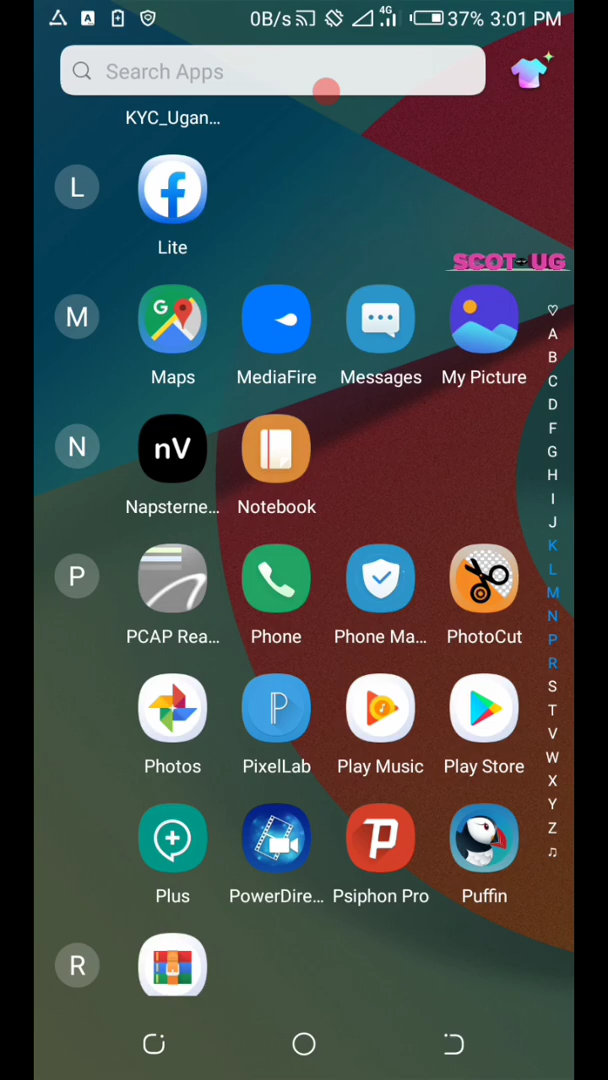 0B/s 4G 37% 3:01 PM
Search Apps
KYC_Ugan...
L
Lite
SCOT-UG
M
G
Maps
MediaFire
Messages
My Picture
N
nV
Napsterne...
Notebook
P
PCAP Rea...
Phone
Phone Ma...
PhotoCut
Photos
PixelLab
Play Music
Play Store
Plus
PowerDire...
Psiphon Pro
Puffin
R
A
B
C
D
F
G
H
I
J
K
L
M
N
P
R
S
T
V
W
X
Y
Z